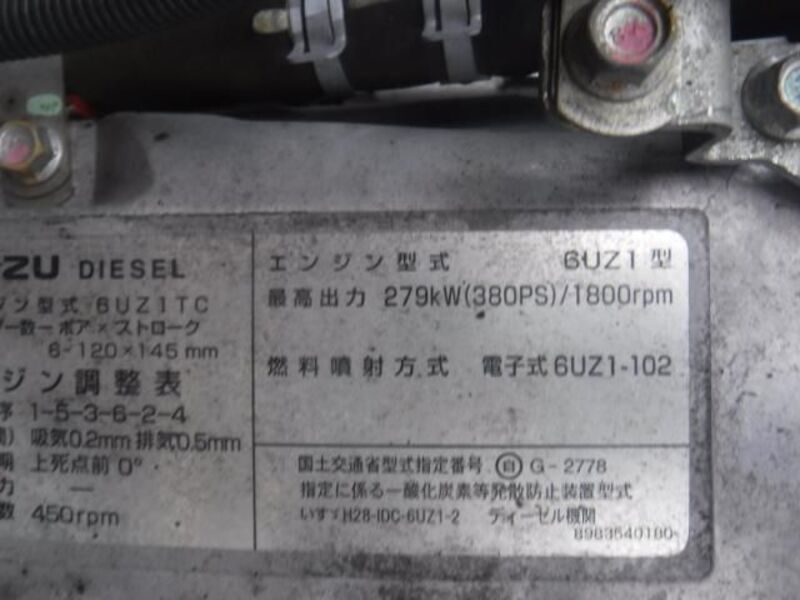 ZU DIESEL
ジン型式 6UZ1TC
ダー数-ボア×ストローク
6-120×145mm
ジン調整表
序 1-5-3-6-2-4
吸気0.2mm 排気0.5mm
期 上死点前 0°
力 —
数 450rpm
エンジン型式 6UZ1型
最高出力 279kW(380PS)/1800rpm
燃料噴射方式 電子式6UZ1-102
国土交通省型式指定番号 自 G-2778
指定に係る一酸化炭素等発散防止装置型式
いすゞH28-IDC-6UZ1-2 ディーゼル機関
8983540180